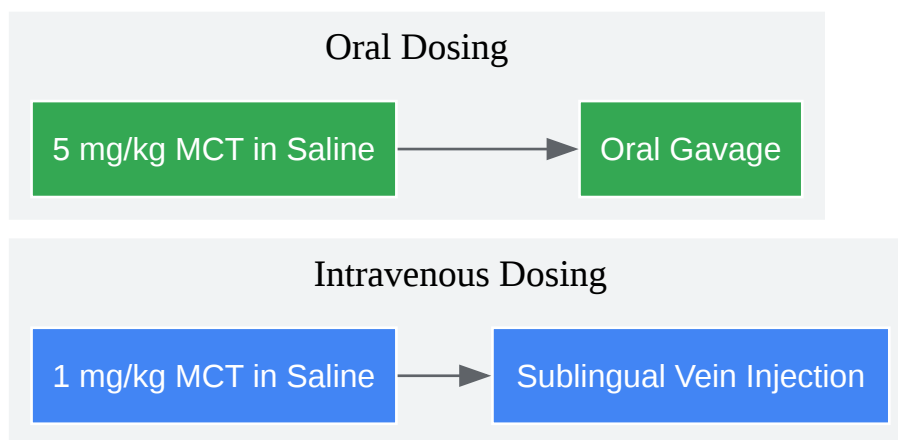 Oral Dosing
5 mg/kg MCT in Saline
Oral Gavage
Intravenous Dosing
1 mg/kg MCT in Saline
Sublingual Vein Injection